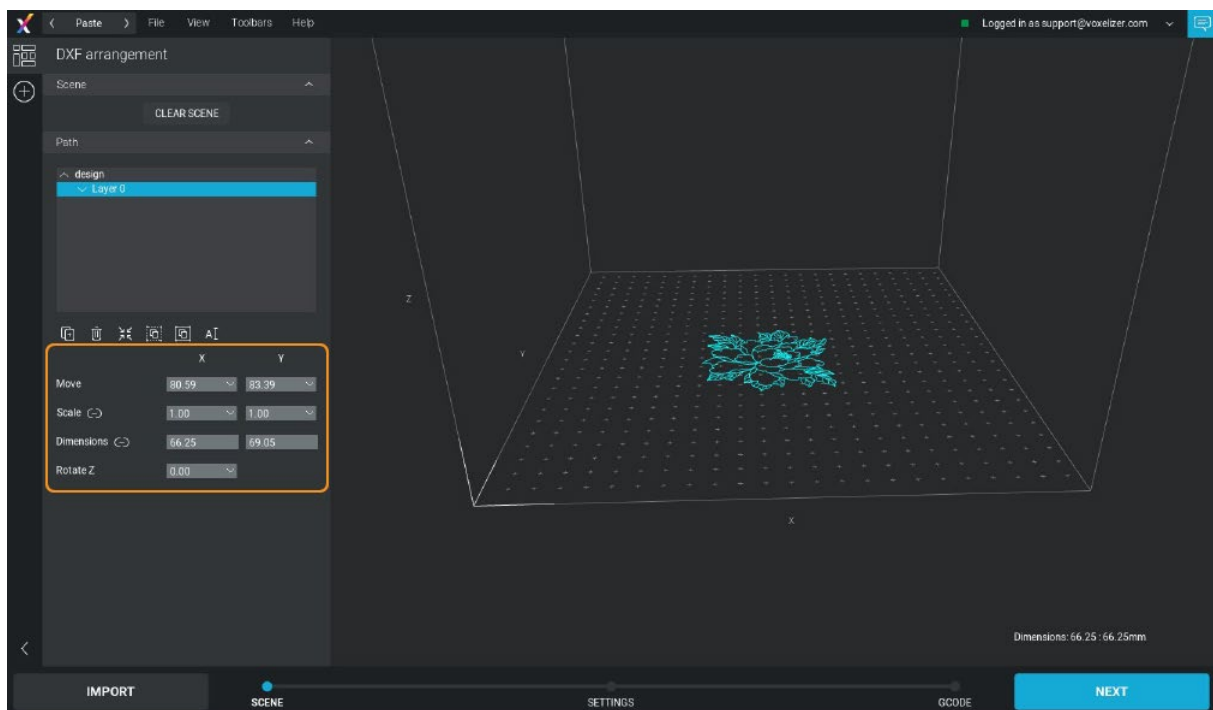 Paste File View Toolbars Help Logged in as support@voxelizer.com
DXF arrangement
Scene
CLEAR SCENE
Path
design
Layer 0
X Y
Move 80.59 83.39
Scale 1.00 1.00
Dimensions 66.25 69.05
Rotate Z 0.00
Z
Y
X
Dimensions: 66.25 : 66.25mm
IMPORT SCENE SETTINGS GCODE NEXT